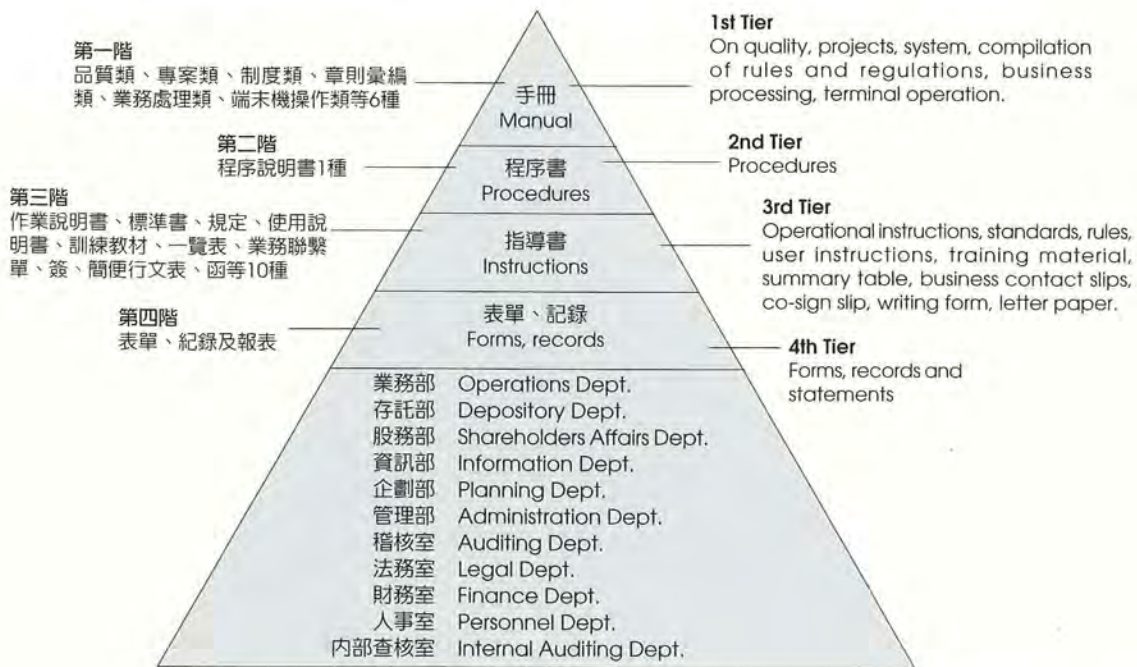 第一階
品質類、專案類、制度類、章則彙編
類、業務處理類、端末機操作類等6種
1st Tier
On quality, projects, system, compilation
of rules and regulations, business
processing, terminal operation.
手冊
Manual
第二階
程序說明書1種
程序書
Procedures
2nd Tier
Procedures
第三階
作業說明書、標準書、規定、使用說
明書、訓練教材、一覽表、業務聯繫
單、簽、簡便行文表、函等10種
指導書
Instructions
3rd Tier
Operational instructions, standards, rules,
user instructions, training material,
summary table, business contact slips,
co-sign slip, writing form, letter paper.
第四階
表單、紀錄及報表
表單、記錄
Forms, records
4th Tier
Forms, records and
statements
業務部 Operations Dept.
存託部 Depository Dept.
股務部 Shareholders Affairs Dept.
資訊部 Information Dept.
企劃部 Planning Dept.
管理部 Administration Dept.
稽核室 Auditing Dept.
法務室 Legal Dept.
財務室 Finance Dept.
人事室 Personnel Dept.
內部查核室 Internal Auditing Dept.